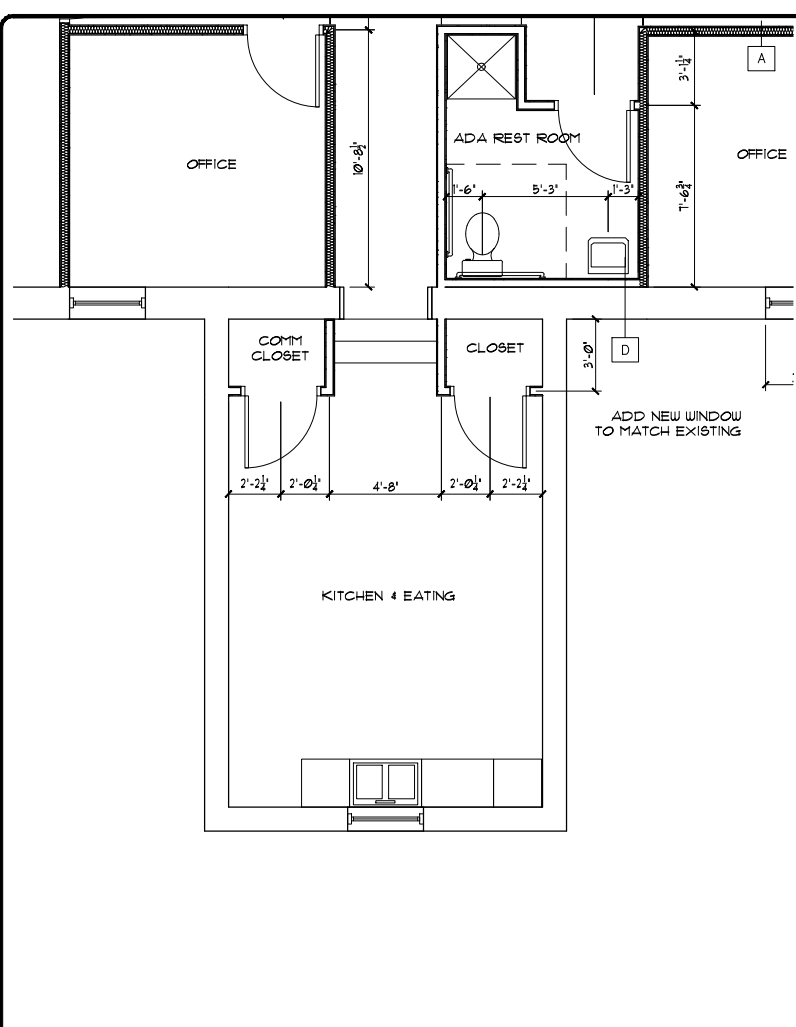 A
3'-1¼"
10'-8½"
ADA REST ROOM
OFFICE
OFFICE
1'-6"
5'-3"
1'-3"
7'-6¾"
COMM
CLOSET
CLOSET
3'-0"
D
ADD NEW WINDOW
TO MATCH EXISTING
2'-2¼"
2'-0¼"
4'-8"
2'-0¼"
2'-2¼"
KITCHEN & EATING